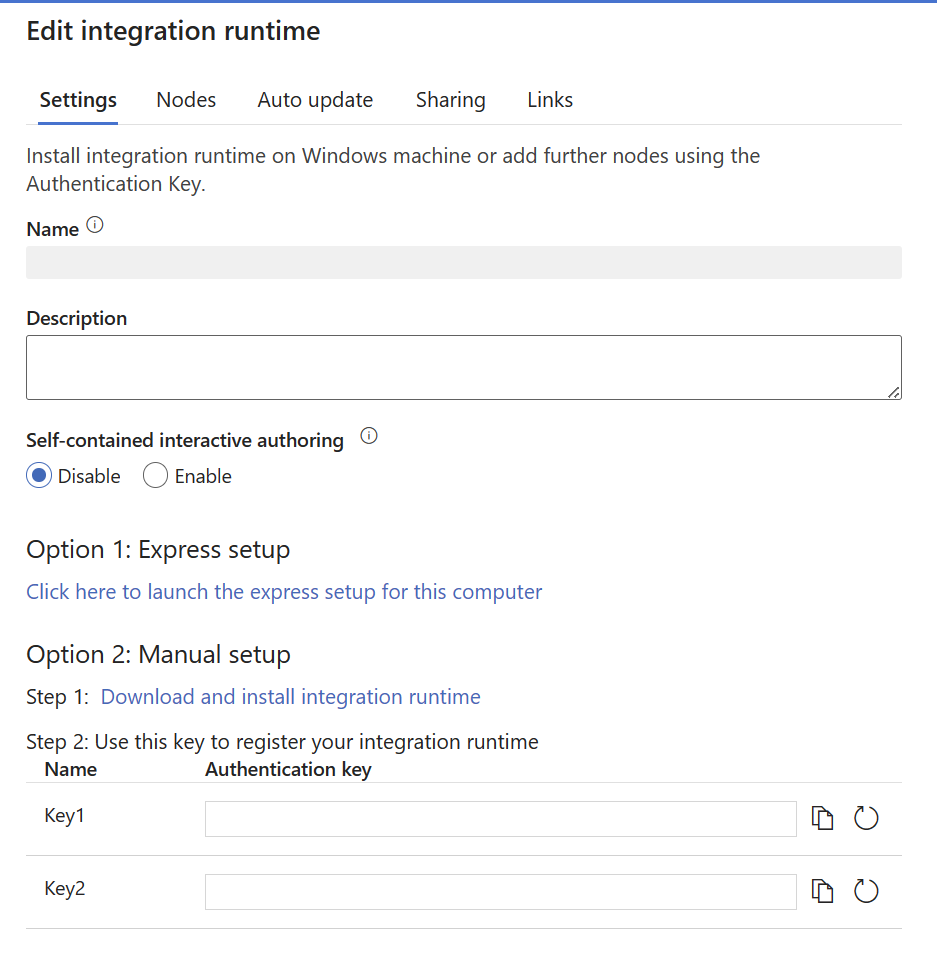 Edit integration runtime
Settings Nodes Auto update Sharing Links
Install integration runtime on Windows machine or add further nodes using the
Authentication Key.
Name
Description
Self-contained interactive authoring
Disable Enable
Option 1: Express setup
Click here to launch the express setup for this computer
Option 2: Manual setup
Step 1: Download and install integration runtime
Step 2: Use this key to register your integration runtime
Name Authentication key
Key1
Key2